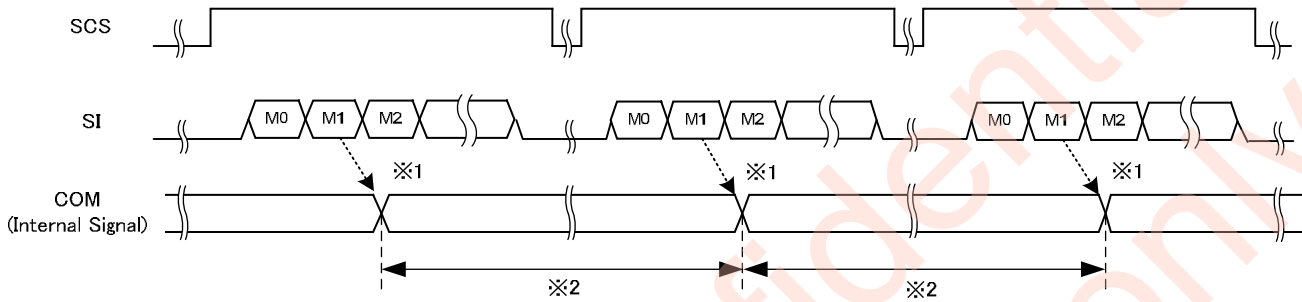 SCS
SI
M0 M1 M2
M0 M1 M2
M0 M1 M2
※1
※1
※1
COM
(Internal Signal)
※2
※2